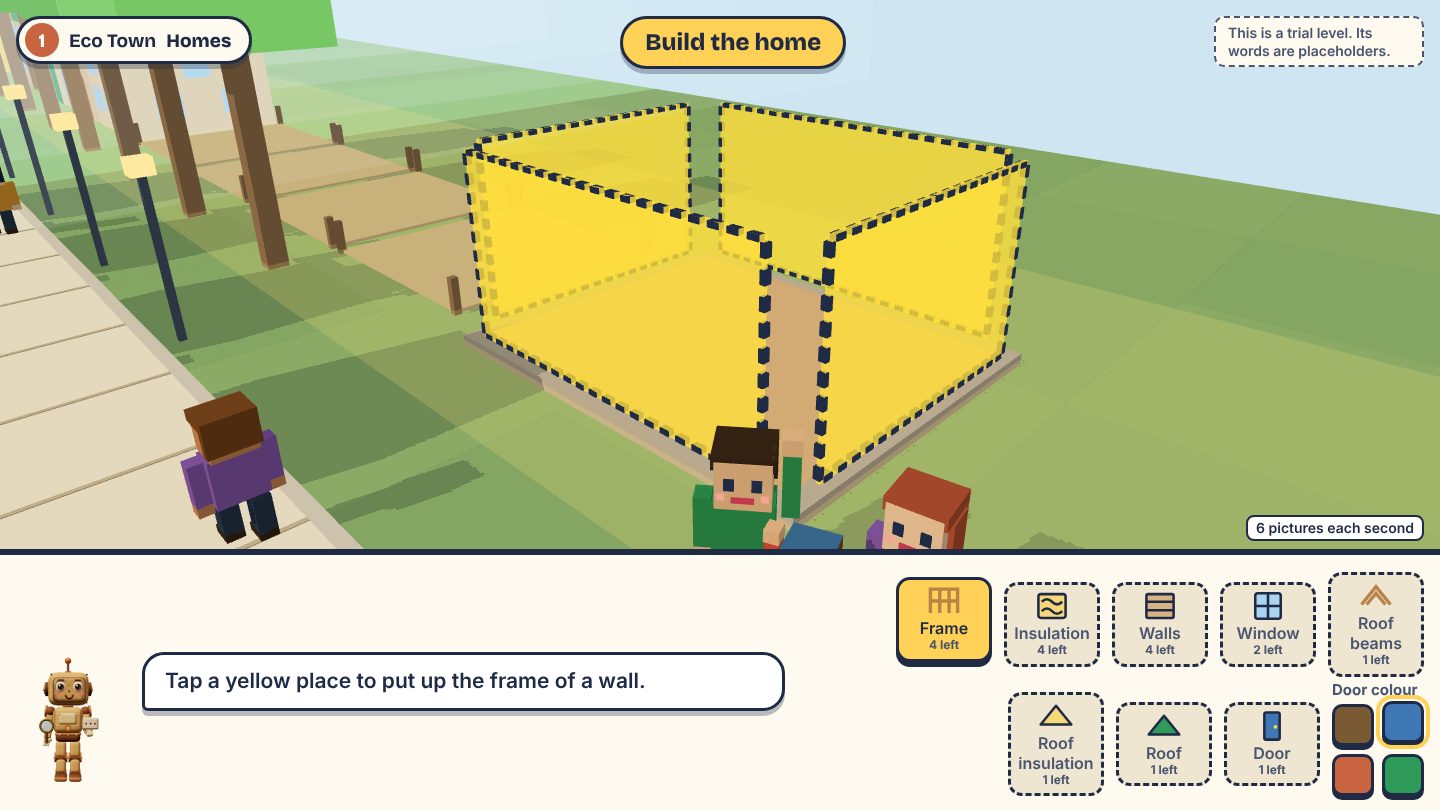 1 Eco Town Homes
Build the home
This is a trial level. Its
words are placeholders.
6 pictures each second
Tap a yellow place to put up the frame of a wall.
Frame
4 left
Insulation
4 left
Walls
4 left
Window
2 left
Roof
beams
1 left
Roof
insulation
1 left
Roof
1 left
Door
1 left
Door colour